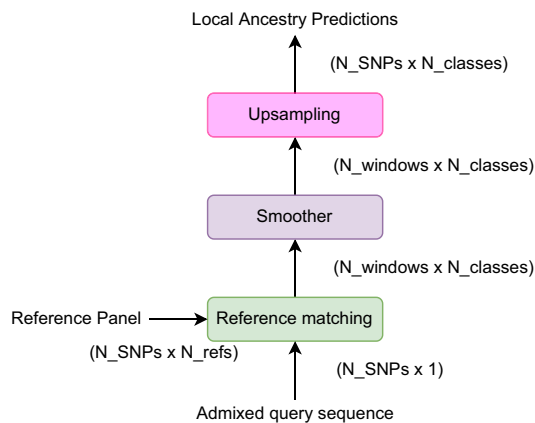 Local Ancestry Predictions
(N_SNPs x N_classes)
Upsampling
(N_windows x N_classes)
Smoother
(N_windows x N_classes)
Reference Panel
Reference matching
(N_SNPs x N_refs)
(N_SNPs x 1)
Admixed query sequence